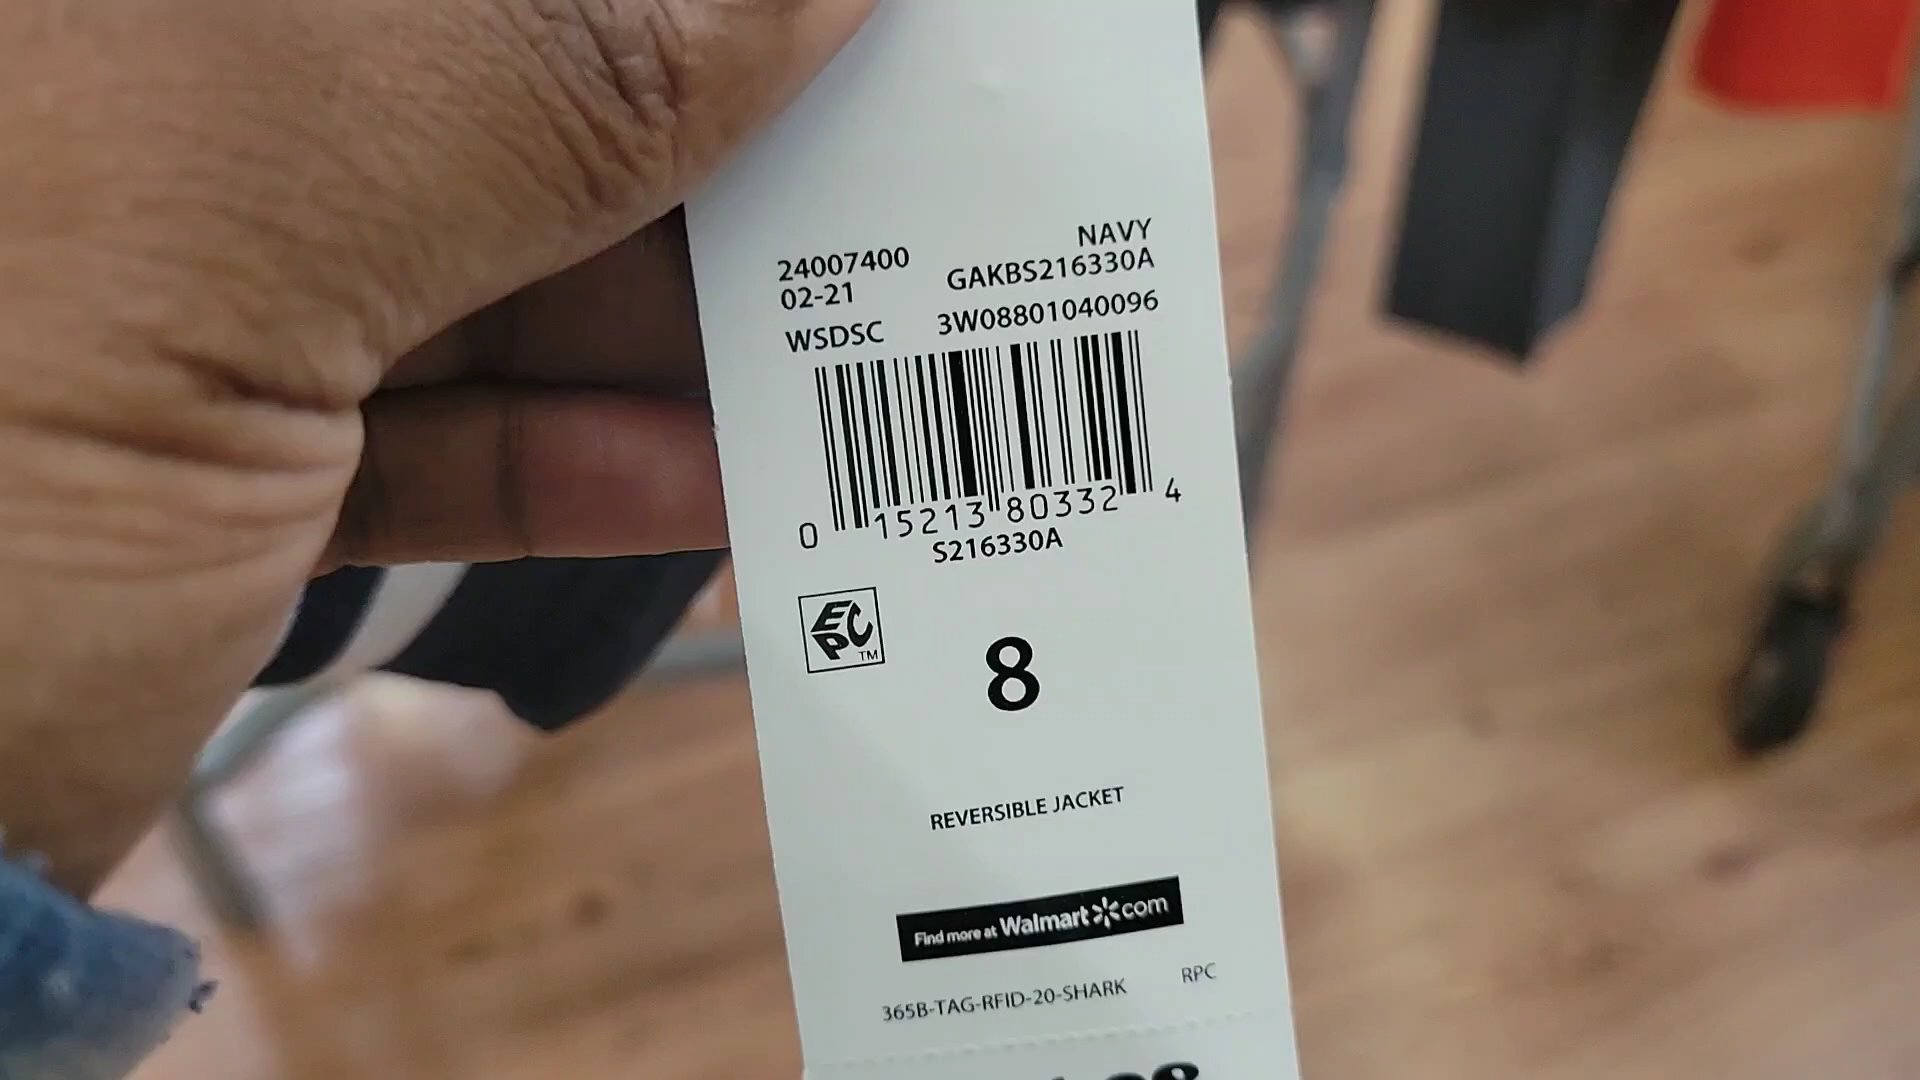 NAVY
24007400 GAKBS216330A
02-21
WSDSC 3W08801040096
0 15213 80332 4
S216330A
EPC TM
8
REVERSIBLE JACKET
Find more at Walmart com
365B-TAG-RFID-20-SHARK RPC